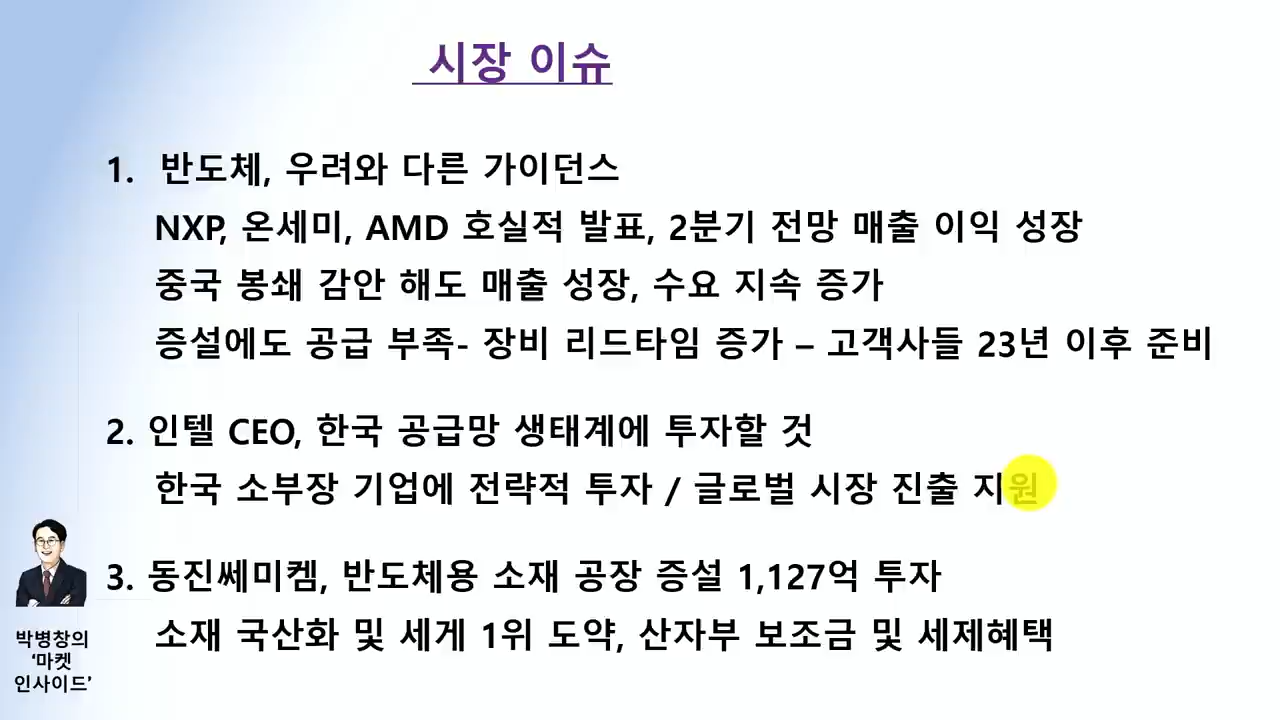 시장 이슈
1. 반도체, 우려와 다른 가이던스
NXP, 온세미, AMD 호실적 발표, 2분기 전망 매출 이익 성장
중국 봉쇄 감안 해도 매출 성장, 수요 지속 증가
증설에도 공급 부족- 장비 리드타임 증가 – 고객사들 23년 이후 준비
2. 인텔 CEO, 한국 공급망 생태계에 투자할 것
한국 소부장 기업에 전략적 투자 / 글로벌 시장 진출 지원
3. 동진쎄미켐, 반도체용 소재 공장 증설 1,127억 투자
소재 국산화 및 세게 1위 도약, 산자부 보조금 및 세제혜택
박병창의
‘마켓
인사이드’